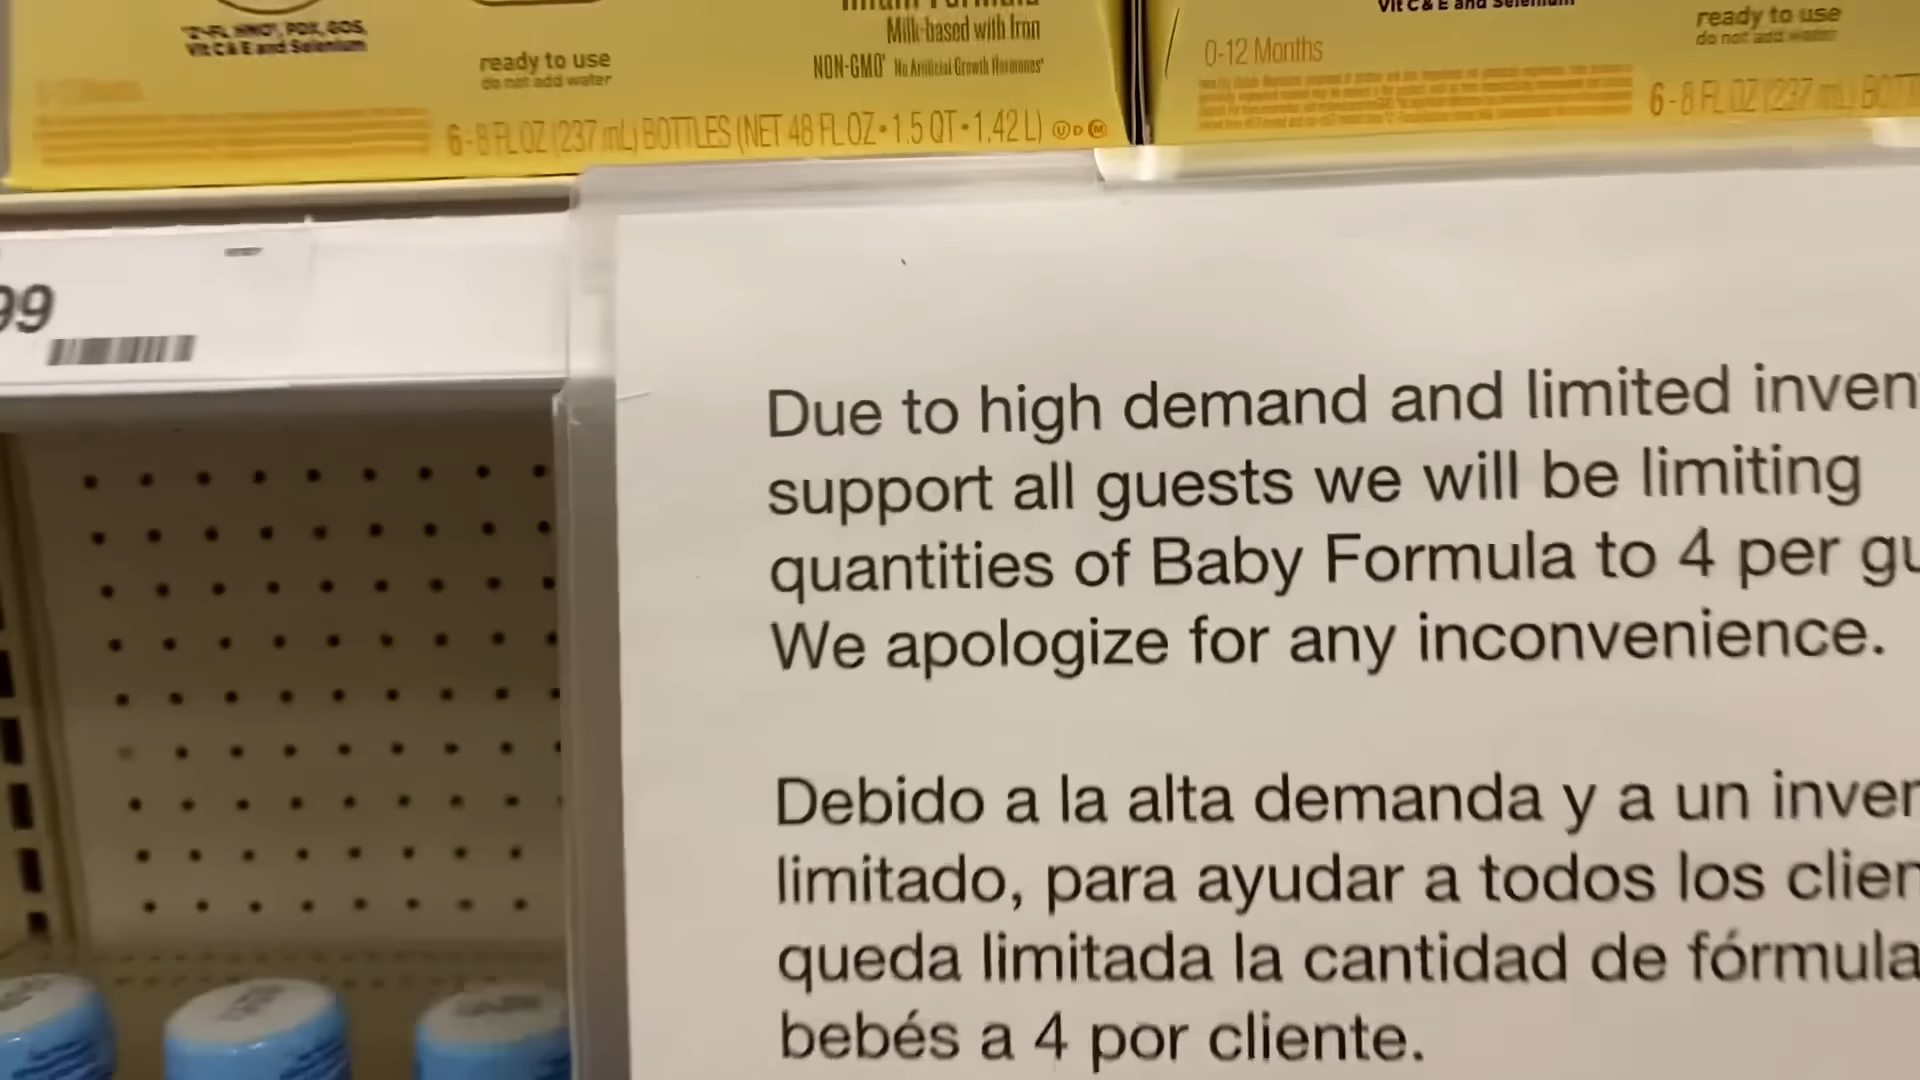 "2'-FL HMO", PDX, GOS,
Vit C & E and Selenium
ready to use
do not add water
Milk-based with Iron
NON-GMO No Artificial Growth Hormones
6-8 FL OZ (237 mL) BOTTLES (NET 48 FL OZ • 1.5 QT • 1.42 L)
Vit C & E and Selenium
0-12 Months
ready to use
do not add water
6-8 FL OZ (237 mL)
99
Due to high demand and limited inven
support all guests we will be limiting
quantities of Baby Formula to 4 per gu
We apologize for any inconvenience.
Debido a la alta demanda y a un inver
limitado, para ayudar a todos los clien
queda limitada la cantidad de fórmula
bebés a 4 por cliente.